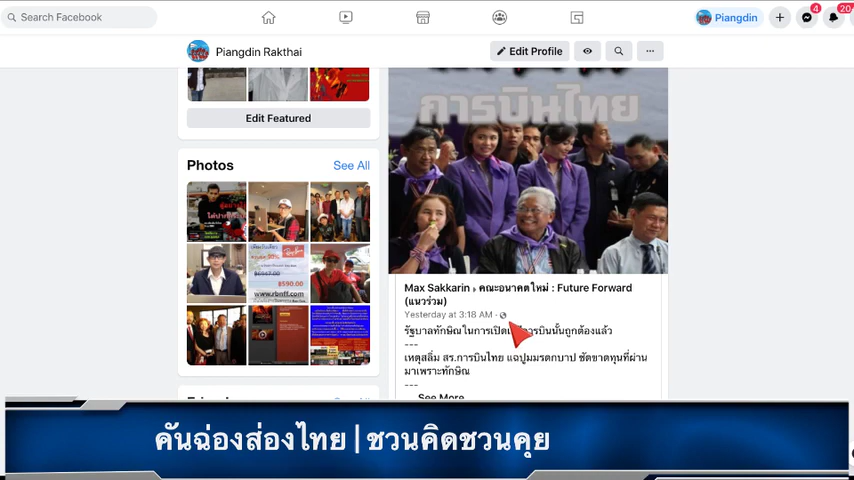 Search Facebook
Piangdin
4
20
Piangdin Rakthai
Edit Profile
Edit Featured
Photos
See All
www.rbnff.com
การบินไทย
Max Sakkarin ▸ คณะอนาคตใหม่ : Future Forward (แนวร่วม)
Yesterday at 3:18 AM ·
รัฐบาลทักษิณในการเปิด
นั้นถูกต้องแล้ว
---
เหตุสลิ่ม สร.การบินไทย แฉปูมมรดกบาป ชัดขาดทุนที่ผ่าน
มาเพราะทักษิณ
---
See More
คันฉ่องส่องไทย | ชวนคิดชวนคุย